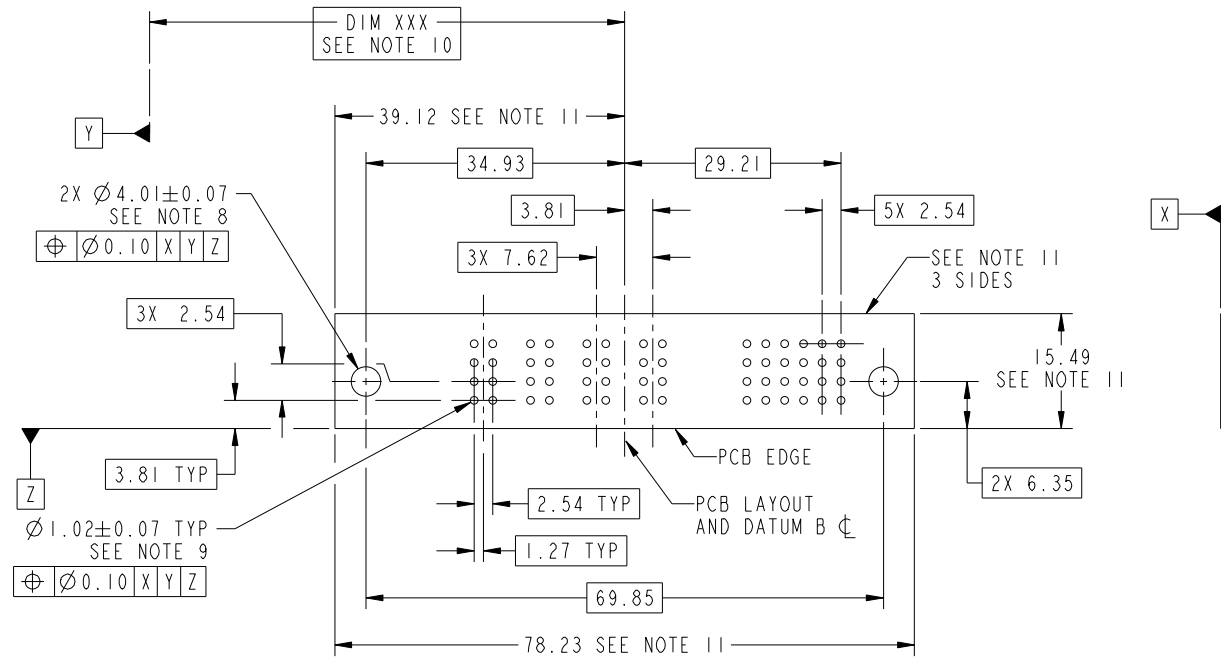 DIM XXX
SEE NOTE 10
39.12 SEE NOTE 11
Y
34.93
29.21
2X Ø4.01±0.07
SEE NOTE 8
⌖ Ø0.10 X Y Z
3.81
5X 2.54
X
3X 7.62
SEE NOTE 11
3 SIDES
3X 2.54
15.49
SEE NOTE 11
PCB EDGE
3.81 TYP
2X 6.35
Z
2.54 TYP
PCB LAYOUT
AND DATUM B ℄
Ø1.02±0.07 TYP
SEE NOTE 9
⌖ Ø0.10 X Y Z
1.27 TYP
69.85
78.23 SEE NOTE 11